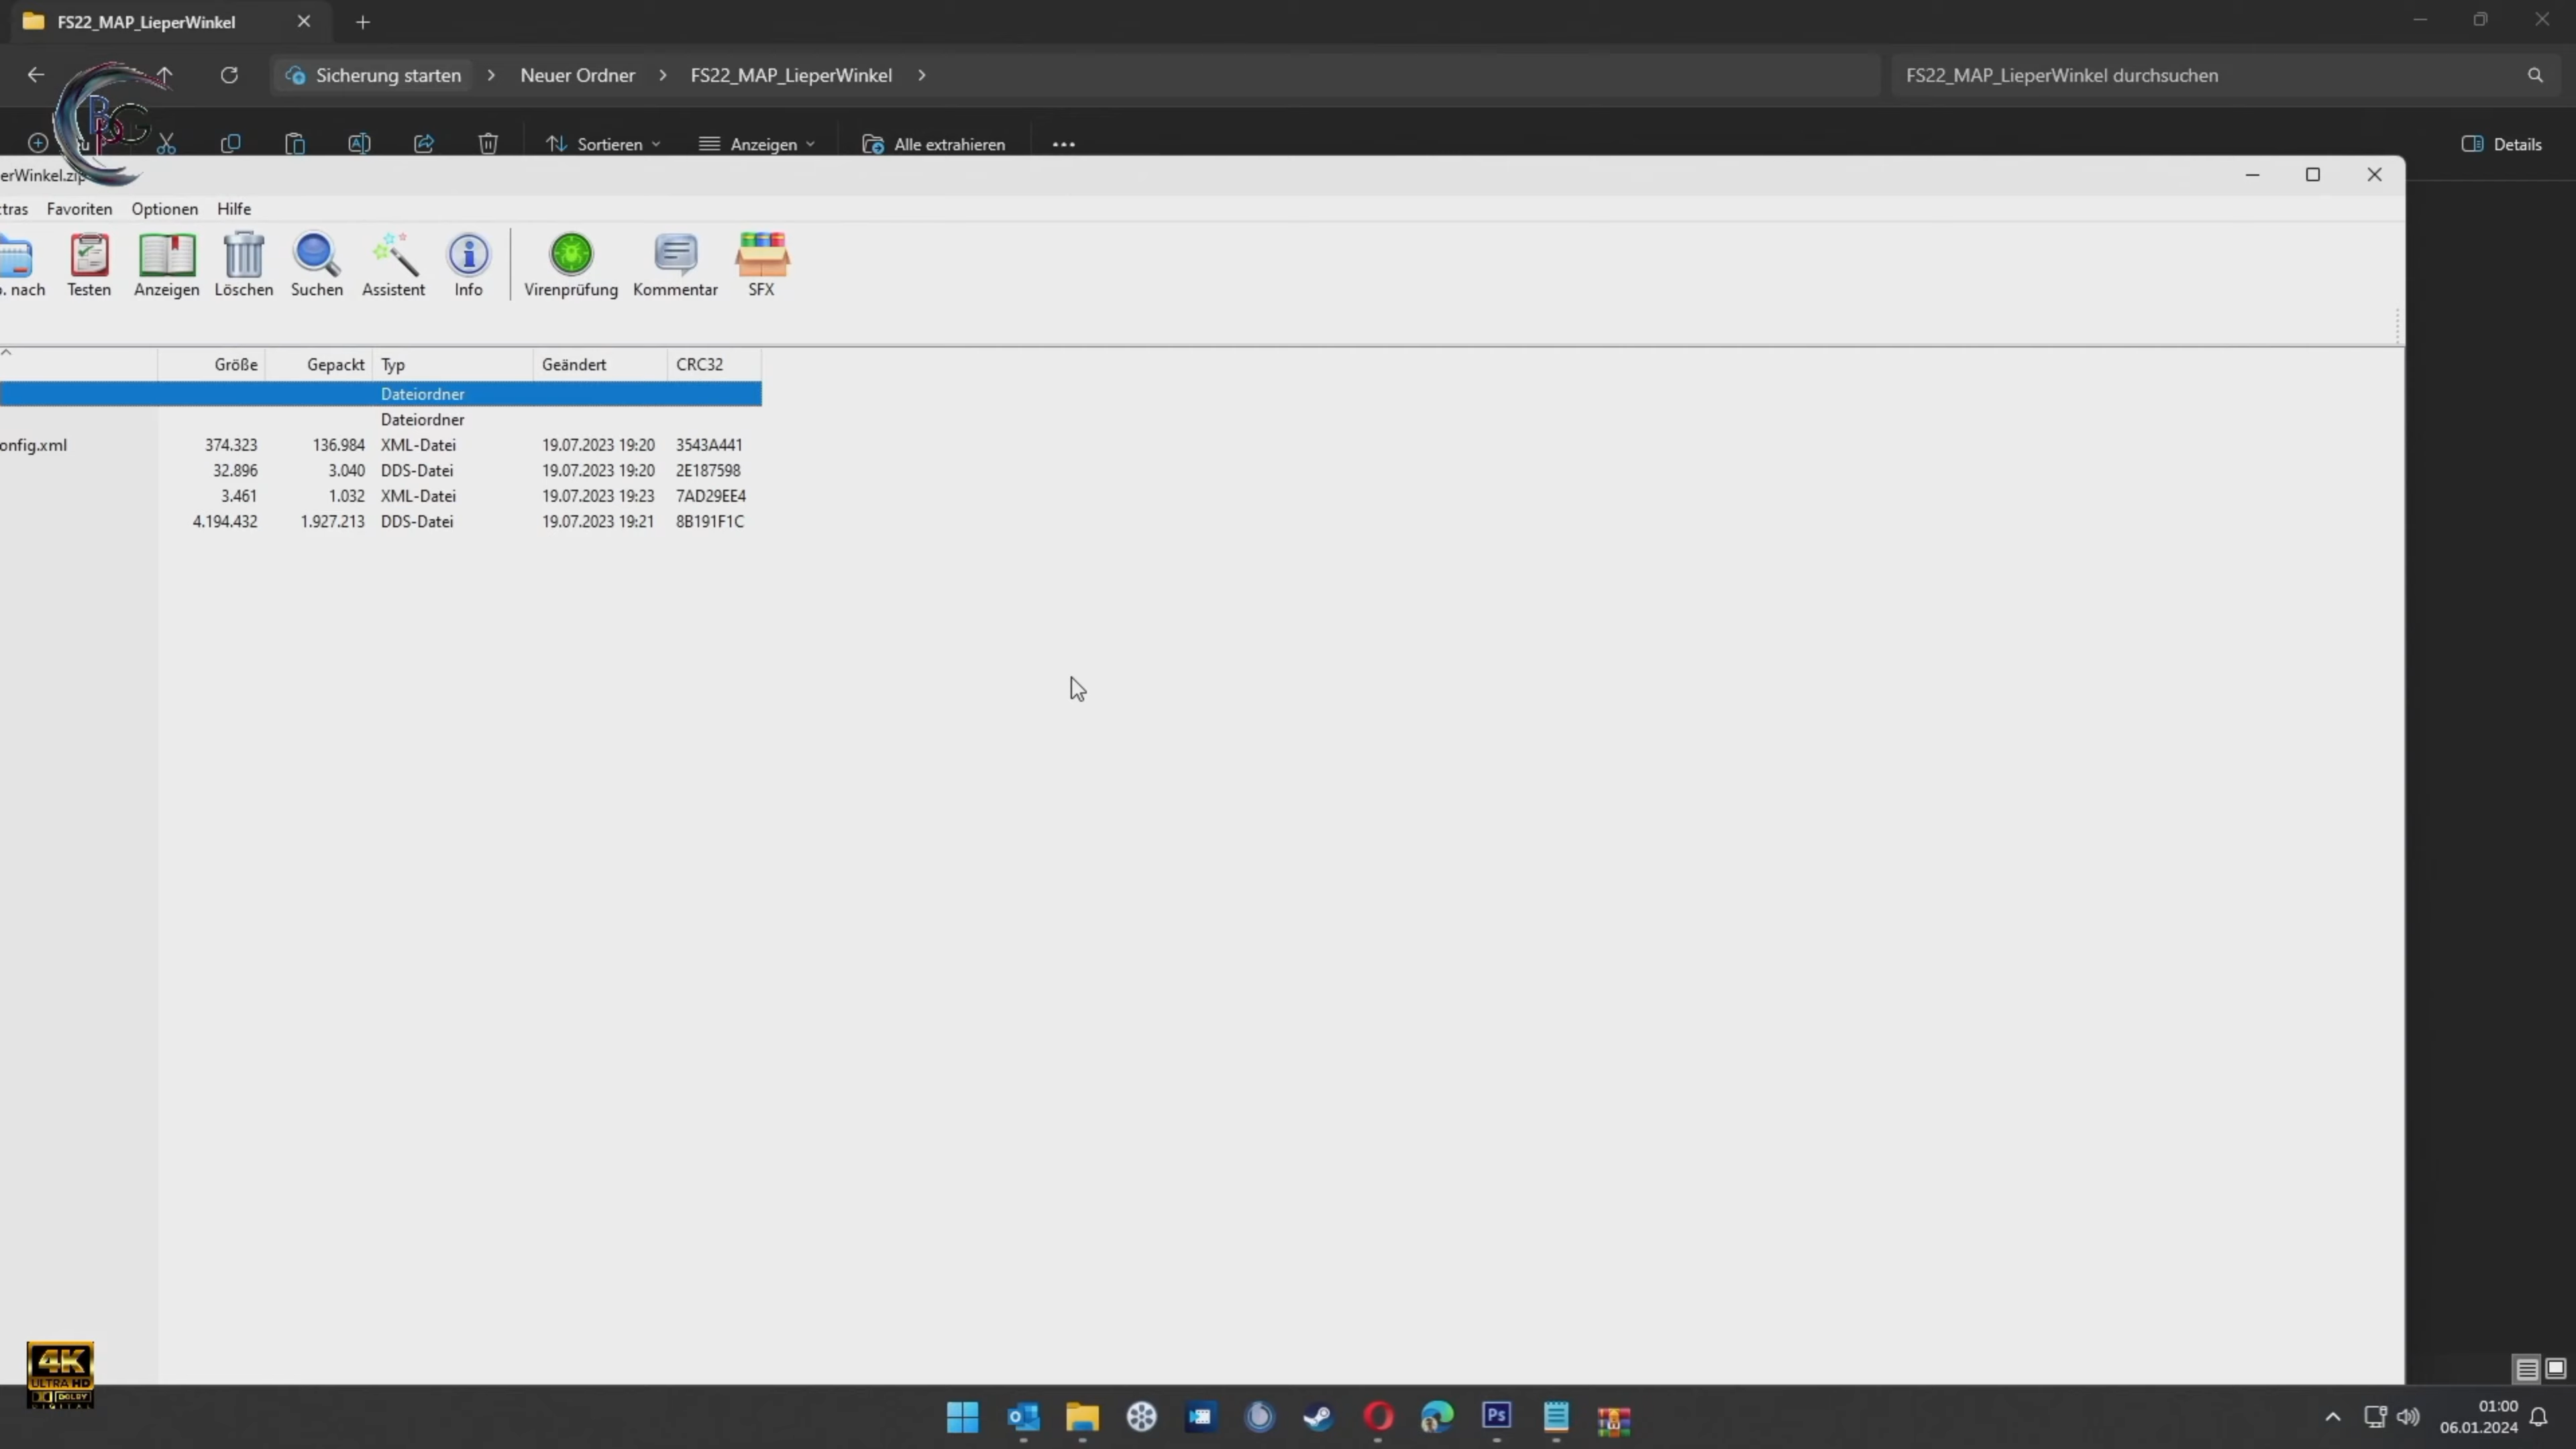 FS22_MAP_LieperWinkel
Sicherung starten > Neuer Ordner > FS22_MAP_LieperWinkel >
FS22_MAP_LieperWinkel durchsuchen
Sortieren Anzeigen Alle extrahieren ... Details
erWinkel.zip
tras Favoriten Optionen Hilfe
. nach Testen Anzeigen Löschen Suchen Assistent Info Virenprüfung Kommentar SFX
Größe Gepackt Typ Geändert CRC32
Dateiordner
Dateiordner
onfig.xml 374.323 136.984 XML-Datei 19.07.2023 19:20 3543A441
32.896 3.040 DDS-Datei 19.07.2023 19:20 2E187598
3.461 1.032 XML-Datei 19.07.2023 19:23 7AD29EE4
4.194.432 1.927.213 DDS-Datei 19.07.2023 19:21 8B191F1C
4K
ULTRA HD
DOLBY
DIGITAL
Ps
01:00
06.01.2024